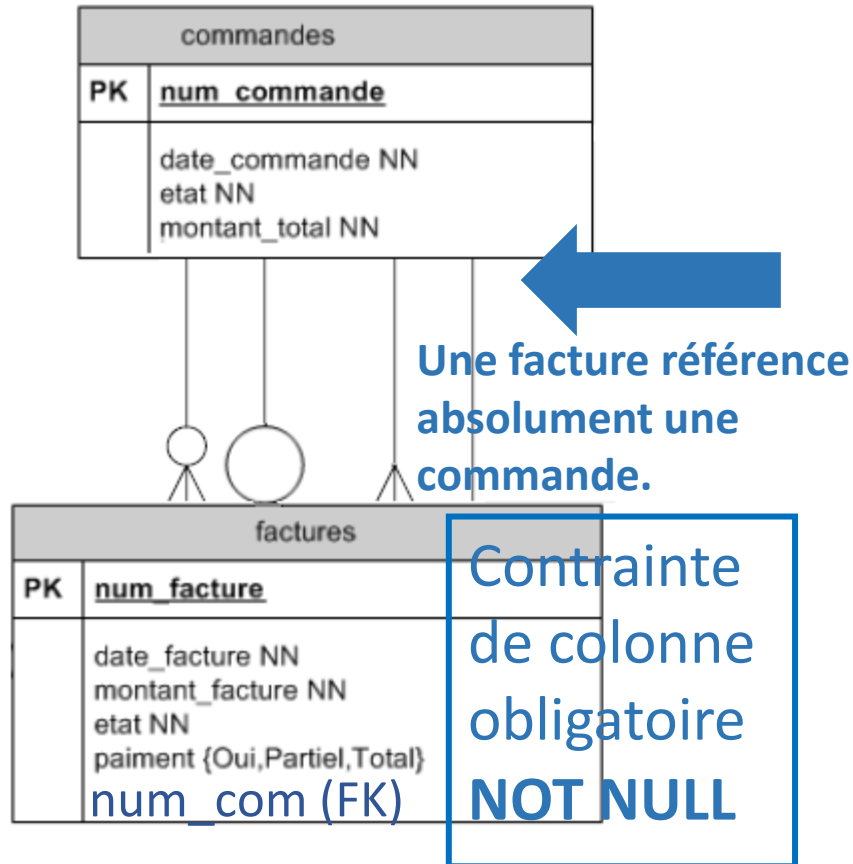 commandes
PK num_commande
date_commande NN
etat NN
montant_total NN
Une facture référence
absolument une
commande.
factures
PK num_facture
date_facture NN
montant_facture NN
etat NN
paiment {Oui,Partiel,Total}
num_com (FK)
Contrainte
de colonne
obligatoire
NOT NULL